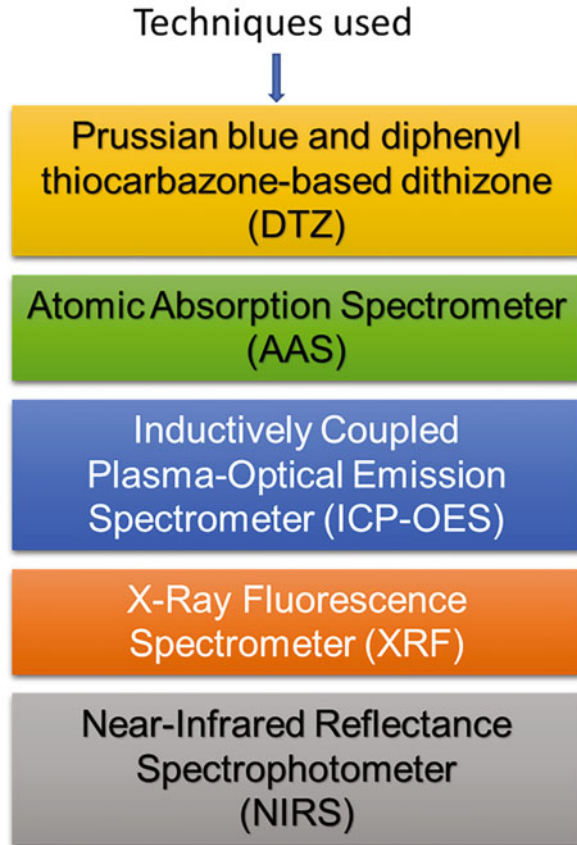 Techniques used
Prussian blue and diphenyl
thiocarbazone-based dithizone
(DTZ)
Atomic Absorption Spectrometer
(AAS)
Inductively Coupled
Plasma-Optical Emission
Spectrometer (ICP-OES)
X-Ray Fluorescence
Spectrometer (XRF)
Near-Infrared Reflectance
Spectrophotometer
(NIRS)